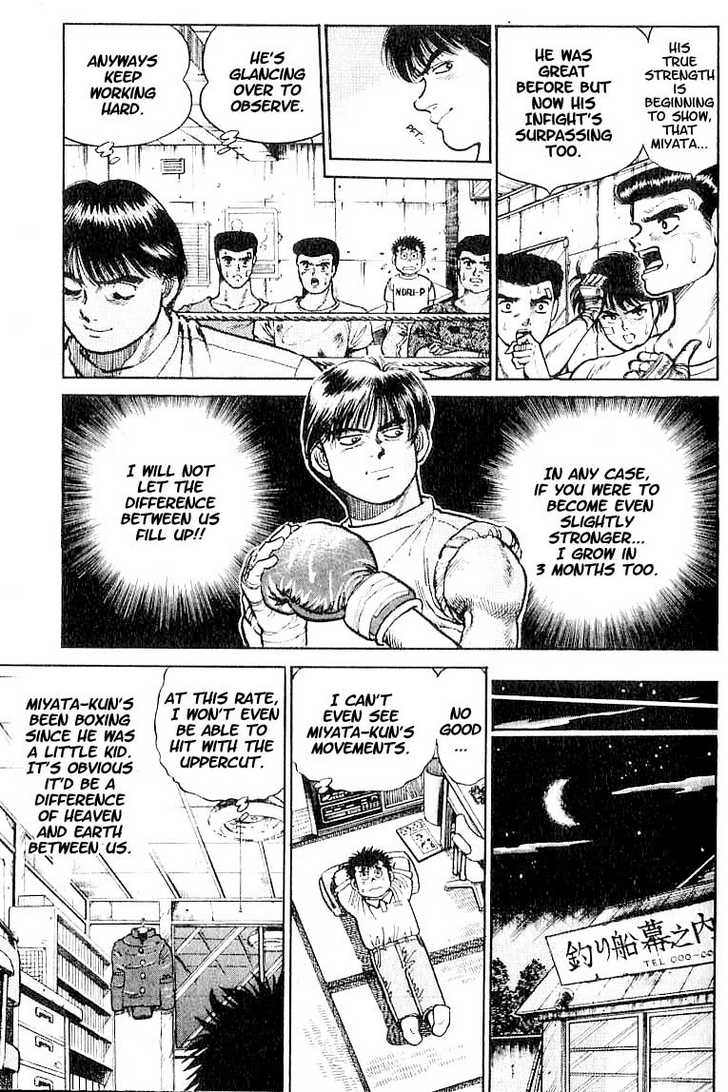 HIS
TRUE
STRENGTH
IS
BEGINNING
TO SHOW,
THAT
MIYATA...
HE WAS
GREAT
BEFORE BUT
NOW HIS
INFIGHT'S
SURPASSING
TOO.
PFT...
HE'S
GLANCING
OVER TO
OBSERVE.
ANYWAYS
KEEP
WORKING
HARD.
NORI-P
IN ANY CASE,
IF YOU WERE TO
BECOME EVEN
SLIGHTLY
STRONGER...
I GROW IN
3 MONTHS TOO.
I WILL NOT
LET THE
DIFFERENCE
BETWEEN US
FILL UP!!
釣り船幕之内
TEL 000-00
NO
GOOD
...
I CAN'T
EVEN SEE
MIYATA-KUN'S
MOVEMENTS.
AT THIS RATE,
I WON'T EVEN
BE ABLE TO
HIT WITH THE
UPPERCUT.
MIYATA-KUN'S
BEEN BOXING
SINCE HE WAS
A LITTLE KID.
IT'S OBVIOUS
IT'D BE A
DIFFERENCE
OF HEAVEN
AND EARTH
BETWEEN US.